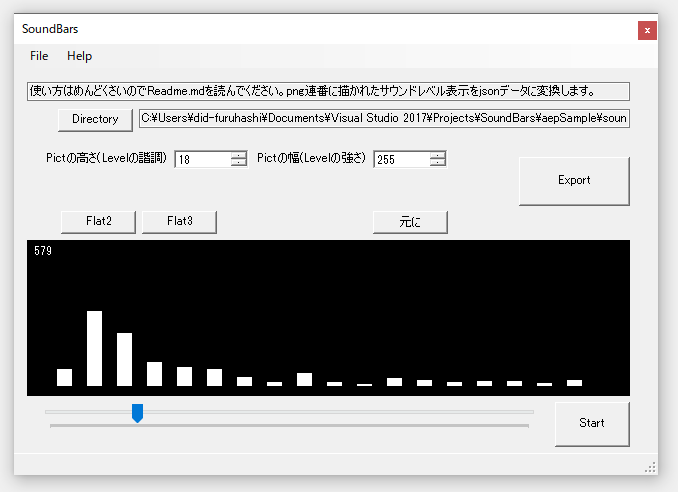 SoundBars
x
File Help
使い方はめんどくさいのでReadme.mdを読んでください。png連番に描かれたサウンドレベル表示をjsonデータに変換します。
Directory C:¥Users¥did-furuhashi¥Documents¥Visual Studio 2017¥Projects¥SoundBars¥aepSample¥soun
Pictの高さ(Levelの諧調) 18 Pictの幅(Levelの強さ) 255
Export
Flat2 Flat3 元に
579
Start